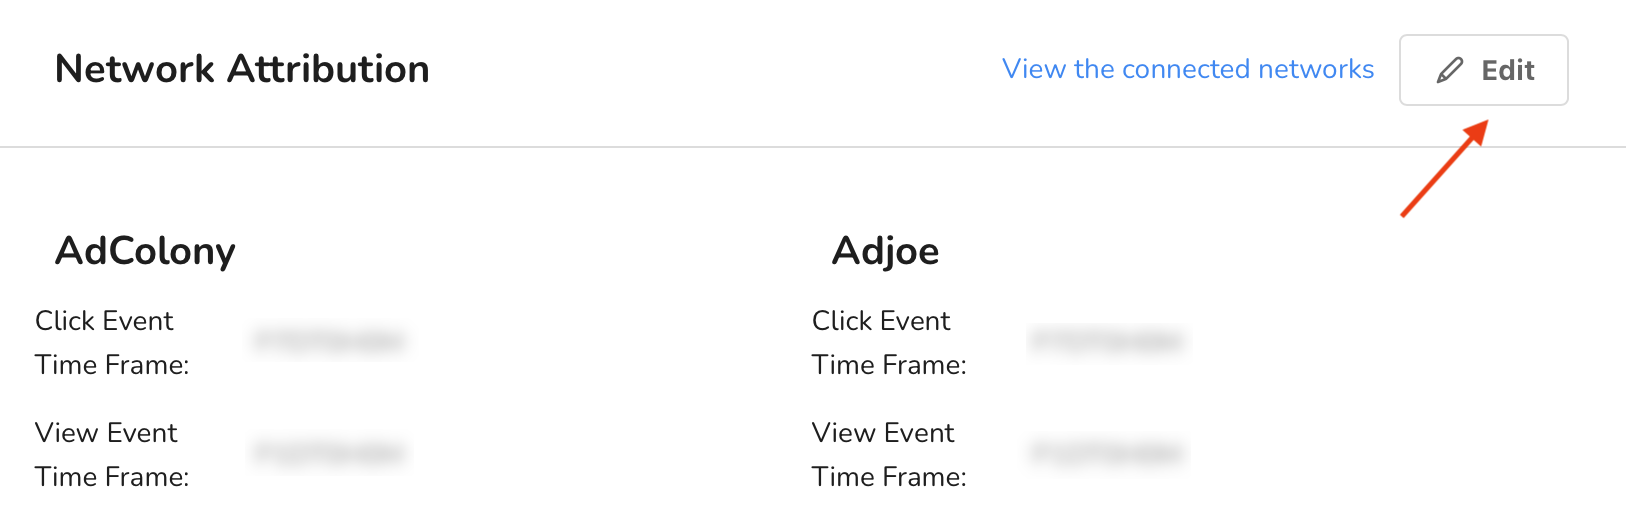 Network Attribution
View the connected networks
Edit
AdColony
Click Event
Time Frame:
View Event
Time Frame:
Adjoe
Click Event
Time Frame:
View Event
Time Frame: